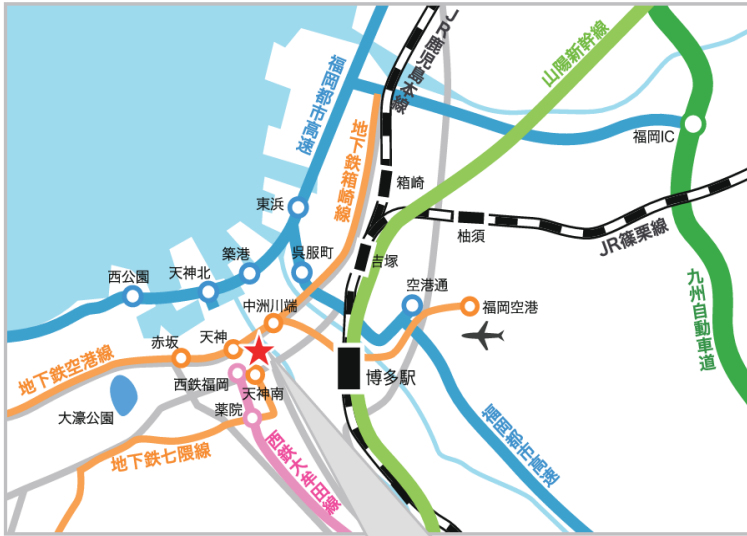 JR鹿児島本線
山陽新幹線
福岡都市高速
地下鉄箱崎線
福岡IC
箱崎
東浜
柚須
JR篠栗線
呉服町
吉塚
築港
天神北
西公園
空港通
福岡空港
九州自動車道
中洲川端
天神
赤坂
地下鉄空港線
西鉄福岡
天神南
博多駅
大濠公園
薬院
地下鉄七隈線
西鉄大牟田線
福岡都市高速